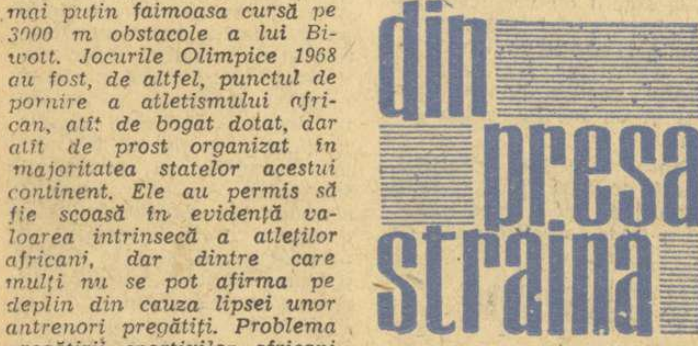 mai puțin faimoasa cursă pe
3000 m obstacole a lui Bi-
wott. Jocurile Olimpice 1968
au fost, de altfel, punctul de
pornire a atletismului afri-
can, atît de bogat dotat, dar
atît de prost organizat în
majoritatea statelor acestui
continent. Ele au permis să
fie scoasă în evidență va-
loarea intrinsecă a atleților
africani, dar dintre care
mulți nu se pot afirma pe
deplin din cauza lipsei unor
antrenori pregătiți. Problema
pregătirii sportivilor africani
din
presa
străină